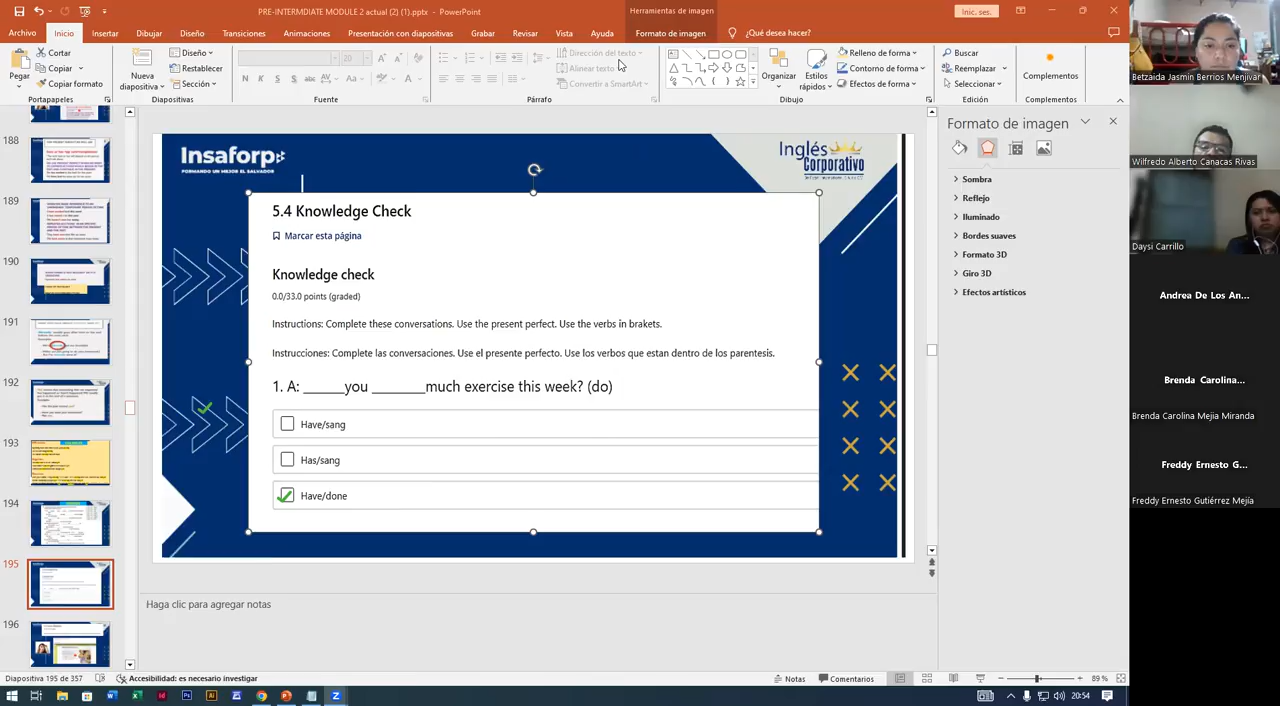 PRE-INTERMDIATE MODULE 2 actual (2) (1).pptx - PowerPoint
Herramientas de imagen
Inic. ses.
Archivo Inicio Insertar Dibujar Diseño Transiciones Animaciones Presentación con diapositivas Grabar Revisar Vista Ayuda Formato de imagen ¿Qué desea hacer?
Pegar
Cortar
Copiar
Copiar formato
Portapapeles
Nueva diapositiva
Diseño
Restablecer
Sección
Diapositivas
20
N K S S abc AV Aa A
Fuente
Dirección del texto
Alinear texto
Convertir a SmartArt
Párrafo
Organizar
Estilos rápidos
Relleno de forma
Contorno de forma
Efectos de forma
Dibujo
Buscar
Reemplazar
Seleccionar
Edición
Complementos
Complementos
188
189
190
191
192
193
194
195
196
Insaforp
FORMANDO UN MEJOR EL SALVADOR
Inglés
Corporativo
5.4 Knowledge Check
Marcar esta página
Knowledge check
0.0/33.0 points (graded)
Instructions: Complete these conversations. Use the present perfect. Use the verbs in brakets.
Instrucciones: Complete las conversaciones. Use el presente perfecto. Use los verbos que estan dentro de los parentesis.
1. A: ______you ________much exercise this week? (do)
Have/sang
Has/sang
Have/done
Haga clic para agregar notas
Formato de imagen
Sombra
Reflejo
Iluminado
Bordes suaves
Formato 3D
Giro 3D
Efectos artísticos
Betzaida Jasmin Berrios Menjivar
Wilfredo Alberto Canacas Rivas
Daysi Carrillo
Andrea De Los An...
Brenda Carolina...
Brenda Carolina Mejia Miranda
Freddy Ernesto G...
Freddy Ernesto Gutiérrez Mejía
Diapositiva 195 de 357
Accesibilidad: es necesario investigar
Notas
Comentarios
89 %
20:54